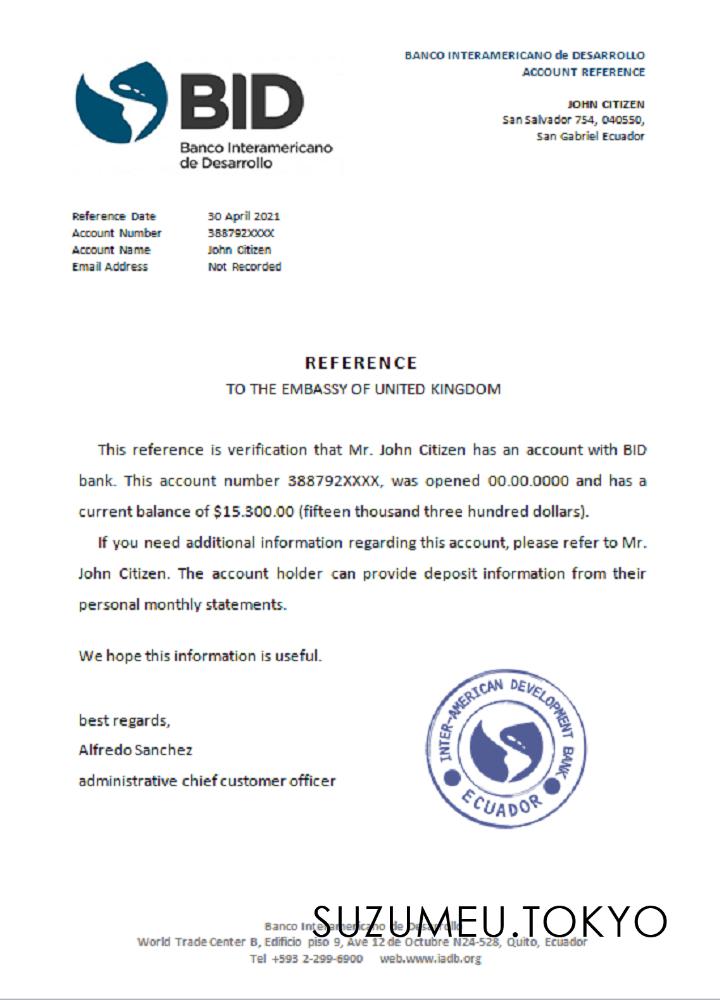 BID
Banco Interamericano
de Desarrollo
BANCO INTERAMERICANO de DESARROLLO
ACCOUNT REFERENCE
JOHN CITIZEN
San Salvador 754, 040550,
San Gabriel Ecuador
Reference Date 30 April 2021
Account Number 388792XXXX
Account Name John Citizen
Email Address Not Recorded
REFERENCE
TO THE EMBASSY OF UNITED KINGDOM
This reference is verification that Mr. John Citizen has an account with BID
bank. This account number 388792XXXX, was opened 00.00.0000 and has a
current balance of $15.300.00 (fifteen thousand three hundred dollars).
If you need additional information regarding this account, please refer to Mr.
John Citizen. The account holder can provide deposit information from their
personal monthly statements.
We hope this information is useful.
best regards,
Alfredo Sanchez
administrative chief customer officer
INTER-AMERICAN DEVELOPMENT BANK
ECUADOR
SUZUMEU.TOKYO
Banco Interamericano de Desarrollo
World Trade Center B, Edificio piso 9, Ave 12 de Octubre N24-528, Quito, Ecuador
Tel +593 2-299-6900 web.www.iadb.org